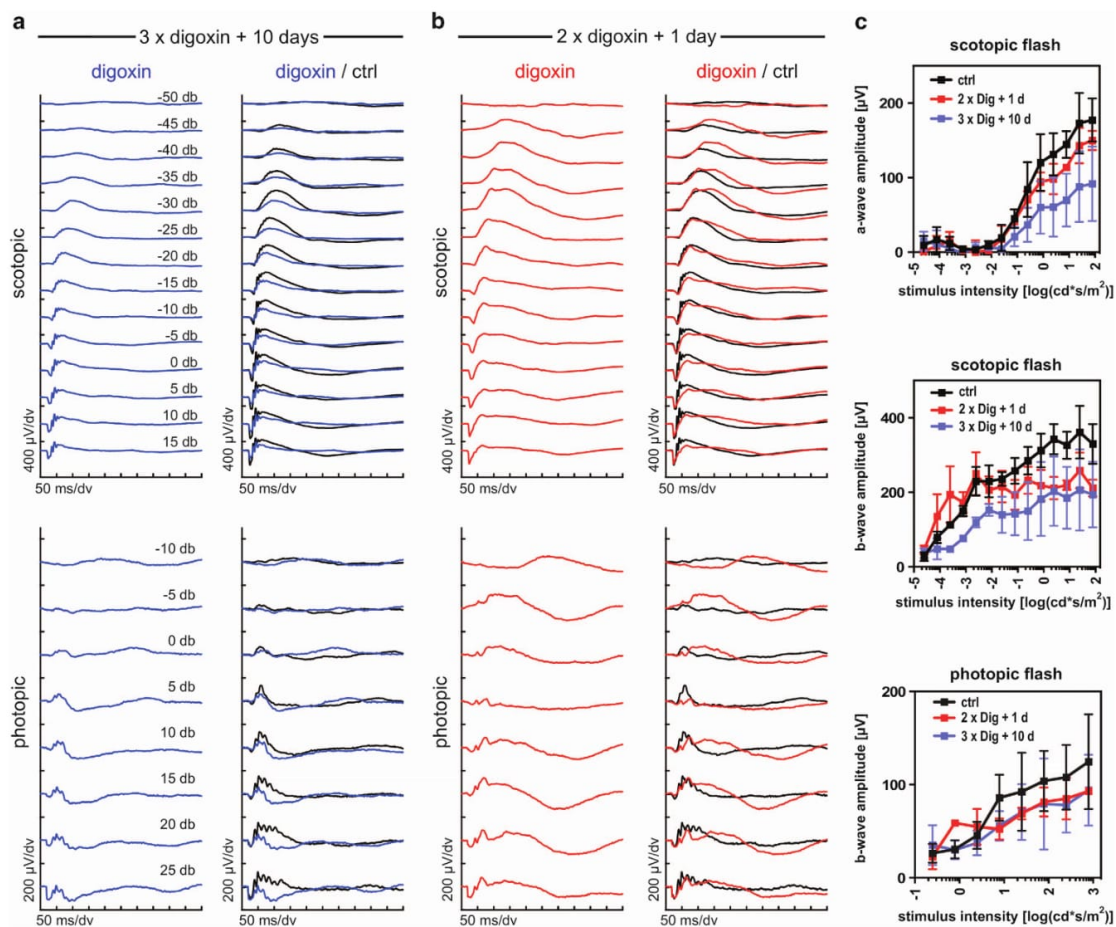 a
3 x digoxin + 10 days
digoxin
digoxin / ctrl
scotopic
-50 db
-45 db
-40 db
-35 db
-30 db
-25 db
-20 db
-15 db
-10 db
-5 db
0 db
5 db
10 db
15 db
400 µV/dv
400 µV/dv
50 ms/dv
50 ms/dv
photopic
-10 db
-5 db
0 db
5 db
10 db
15 db
20 db
25 db
200 µV/dv
200 µV/dv
50 ms/dv
50 ms/dv
b
2 x digoxin + 1 day
digoxin
digoxin / ctrl
scotopic
400 µV/dv
400 µV/dv
50 ms/dv
50 ms/dv
photopic
200 µV/dv
200 µV/dv
50 ms/dv
50 ms/dv
c
scotopic flash
ctrl
2 x Dig + 1 d
3 x Dig + 10 d
a-wave amplitude [µV]
200
100
0
-5 -4 -3 -2 -1 0 1 2
stimulus intensity [log(cd*s/m²)]
scotopic flash
ctrl
2 x Dig + 1 d
3 x Dig + 10 d
b-wave amplitude [µV]
400
200
0
-5 -4 -3 -2 -1 0 1 2
stimulus intensity [log(cd*s/m²)]
photopic flash
ctrl
2 x Dig + 1 d
3 x Dig + 10 d
b-wave amplitude [µV]
200
100
0
-1 0 1 2 3
stimulus intensity [log(cd*s/m²)]